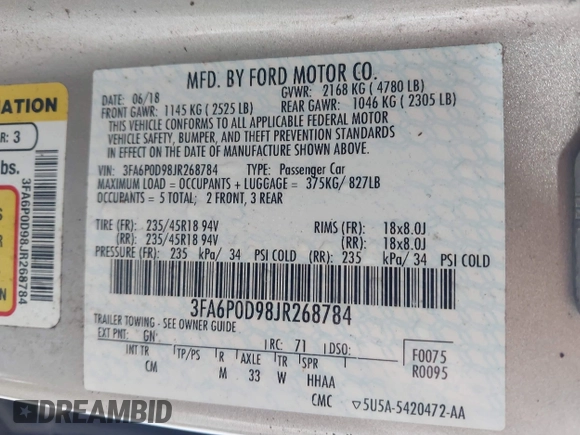 MFD. BY FORD MOTOR CO.
DATE: 06/18 GVWR: 2168 KG ( 4780 LB)
FRONT GAWR: 1145 KG ( 2525 LB) REAR GAWR: 1046 KG ( 2305 LB)
THIS VEHICLE CONFORMS TO ALL APPLICABLE FEDERAL MOTOR
VEHICLE SAFETY, BUMPER, AND THEFT PREVENTION STANDARDS
IN EFFECT ON THE DATE OF MANUFACTURE SHOWN ABOVE.
VIN: 3FA6P0D98JR268784 TYPE: Passenger Car
MAXIMUM LOAD = OCCUPANTS + LUGGAGE = 375KG/ 827LB
OCCUPANTS = 5 TOTAL: 2 FRONT, 3 REAR
TIRE (FR): 235/45R18 94V RIMS (FR): 18x8.0J
(RR): 235/45R18 94V (RR): 18x8.0J
PRESSURE (FR): 235 kPa/ 34 PSI COLD (RR): 235 kPa/ 34 PSI COLD
3FA6P0D98JR268784
TRAILER TOWING - SEE OWNER GUIDE
EXT PNT: GN RC: 71 DSO: F0075
INT TR TP/PS R AXLE TR SPR R0095
CM M 33 W HHAA
CMC ▽5U5A-5420472-AA
MATION
R: 3
bs.
3FA6P0D98JR268784
ON
DREAMBID